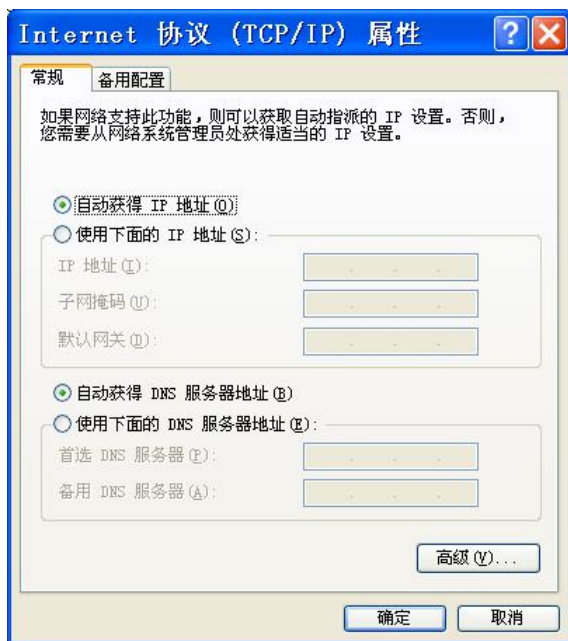 Internet 协议 (TCP/IP) 属性
常规
备用配置
如果网络支持此功能,则可以获取自动指派的 IP 设置。否则,
您需要从网络系统管理员处获得适当的 IP 设置。
自动获得 IP 地址(O)
使用下面的 IP 地址(S):
IP 地址(I):
子网掩码(U):
默认网关(D):
自动获得 DNS 服务器地址(B)
使用下面的 DNS 服务器地址(E):
首选 DNS 服务器(P):
备用 DNS 服务器(A):
高级(V)...
确定
取消